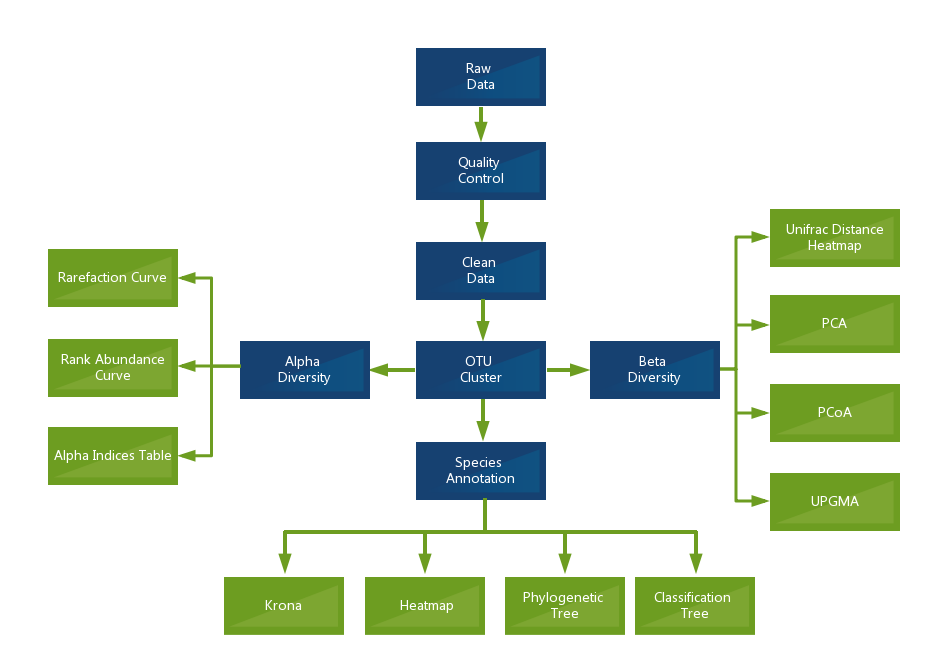 Raw
Data
Quality
Control
Clean
Data
OTU
Cluster
Alpha
Diversity
Beta
Diversity
Species
Annotation
Rarefaction Curve
Rank Abundance
Curve
Alpha Indices Table
Unifrac Distance
Heatmap
PCA
PCoA
UPGMA
Krona
Heatmap
Phylogenetic
Tree
Classification
Tree